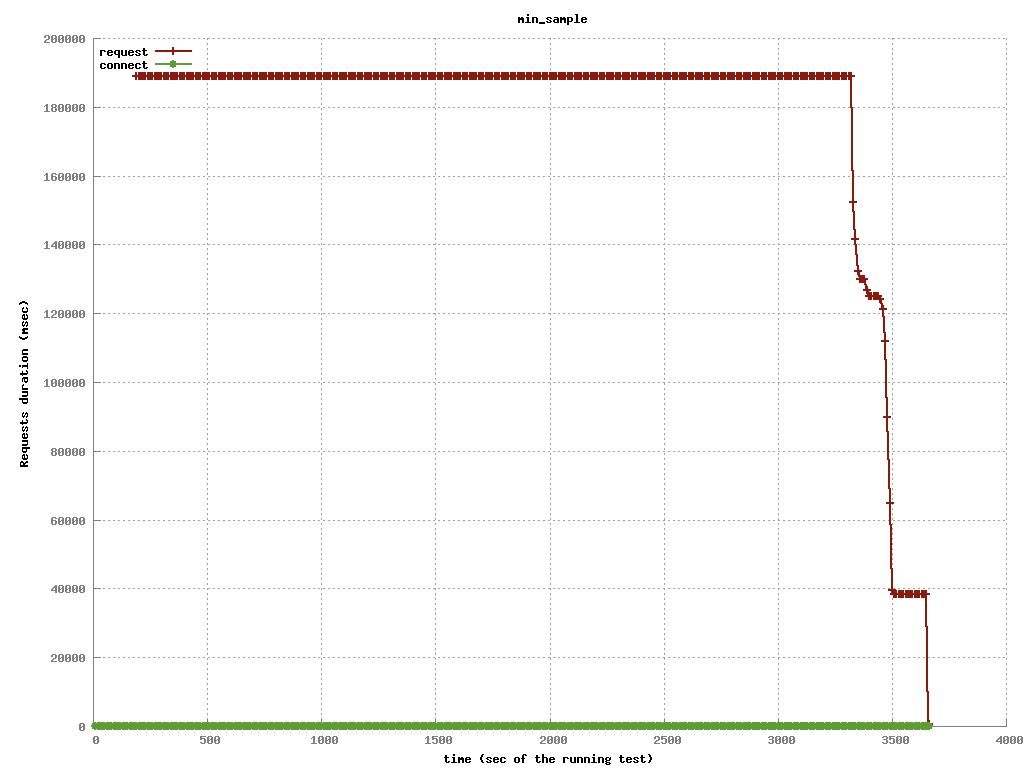 min_sample
200000
180000
160000
140000
120000
100000
80000
60000
40000
20000
0
request
connect
Requests duration (msec)
0 500 1000 1500 2000 2500 3000 3500 4000
time (sec of the running test)